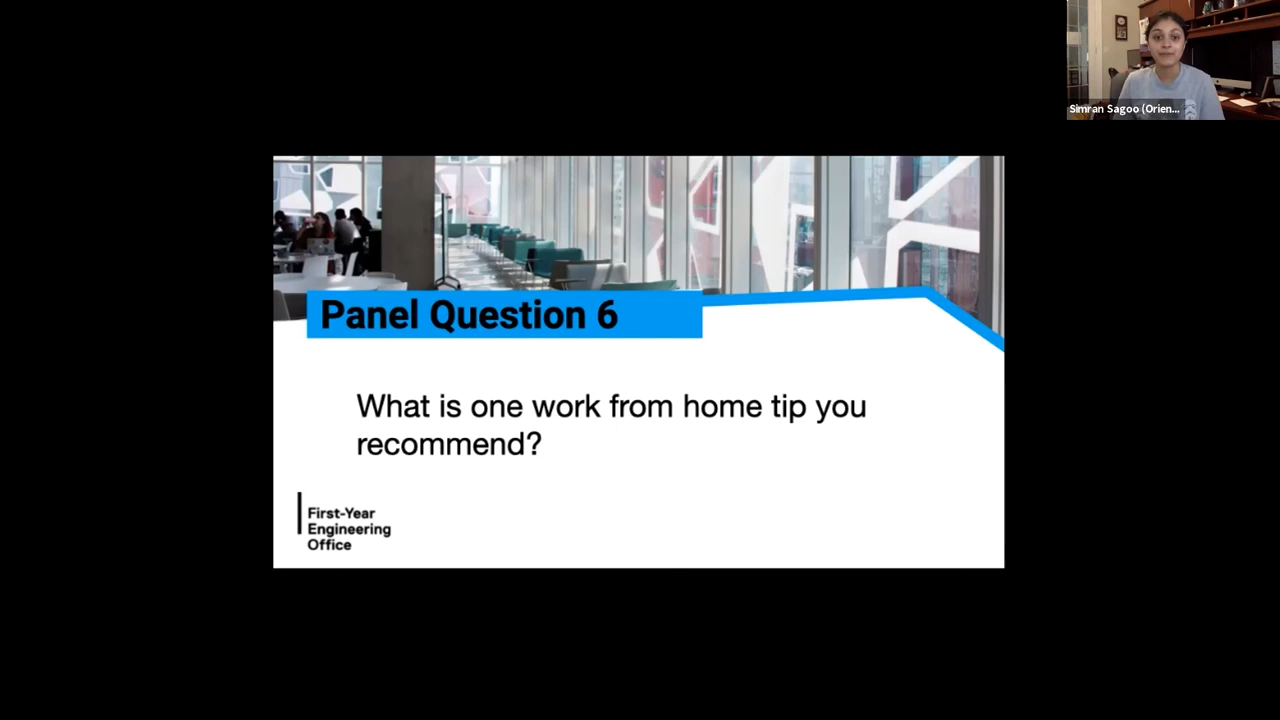 Simran Sagoo (Orien...
Panel Question 6
What is one work from home tip you
recommend?
First-Year
Engineering
Office